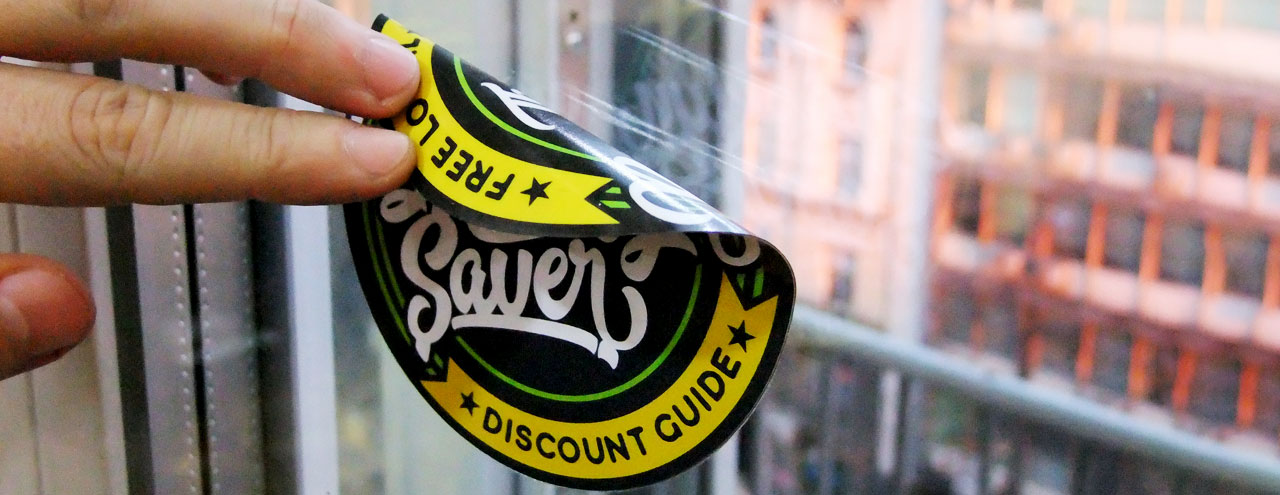 FREE LO
Saver
DISCOUNT GUIDE